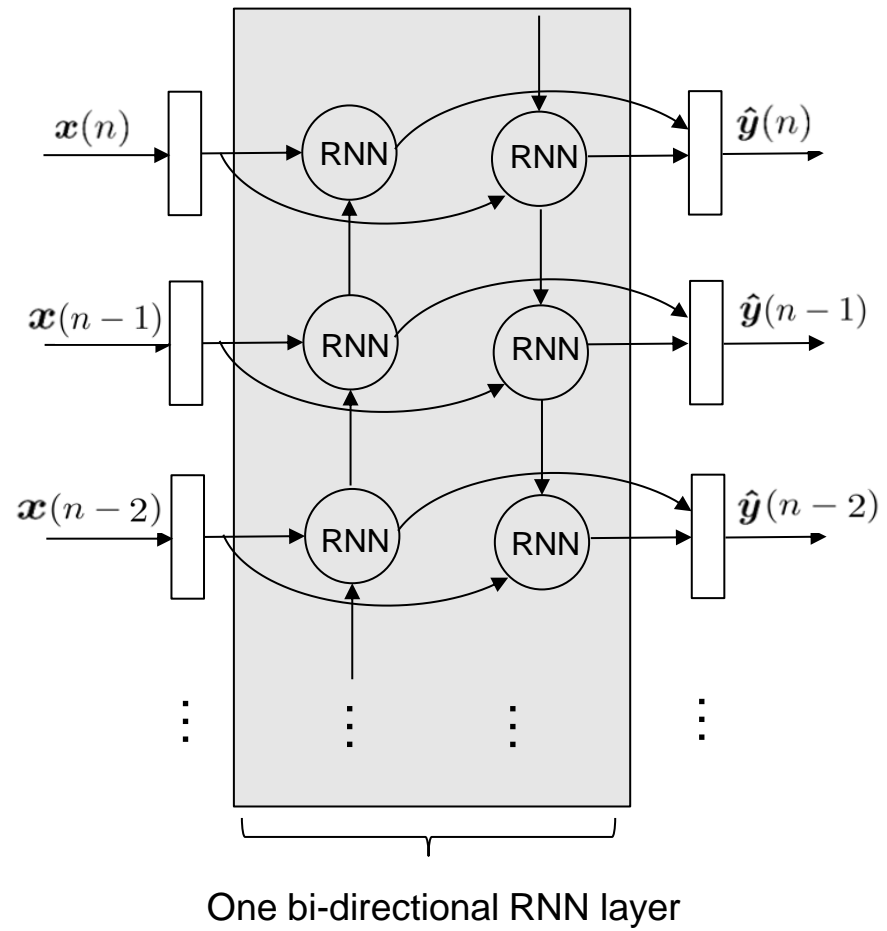 x(n) RNN RNN ŷ(n)
x(n − 1) RNN RNN ŷ(n − 1)
x(n − 2) RNN RNN ŷ(n − 2)
One bi-directional RNN layer